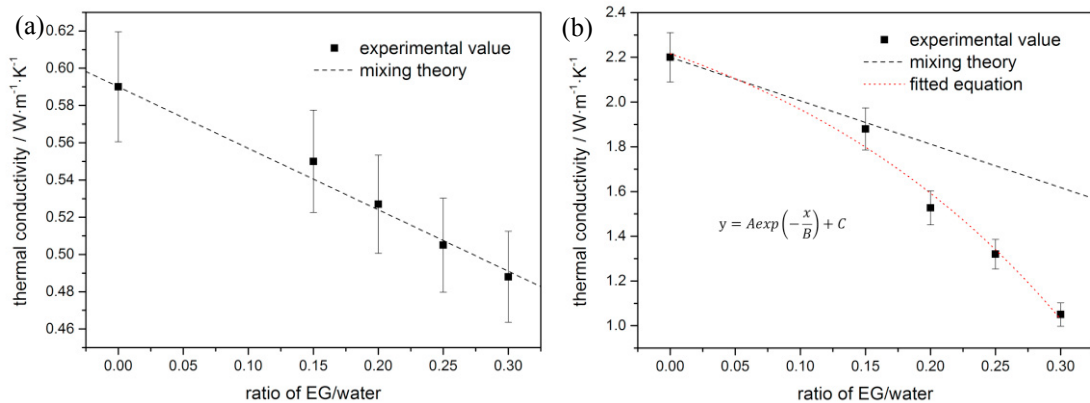 (a)
0.62
0.60
0.58
0.56
0.54
0.52
0.50
0.48
0.46
thermal conductivity / W·m⁻¹·K⁻¹
experimental value
mixing theory
0.00 0.05 0.10 0.15 0.20 0.25 0.30
ratio of EG/water
(b)
2.4
2.2
2.0
1.8
1.6
1.4
1.2
1.0
thermal conductivity / W·m⁻¹·K⁻¹
experimental value
mixing theory
fitted equation
y = Aexp(−x/B) + C
0.00 0.05 0.10 0.15 0.20 0.25 0.30
ratio of EG/water